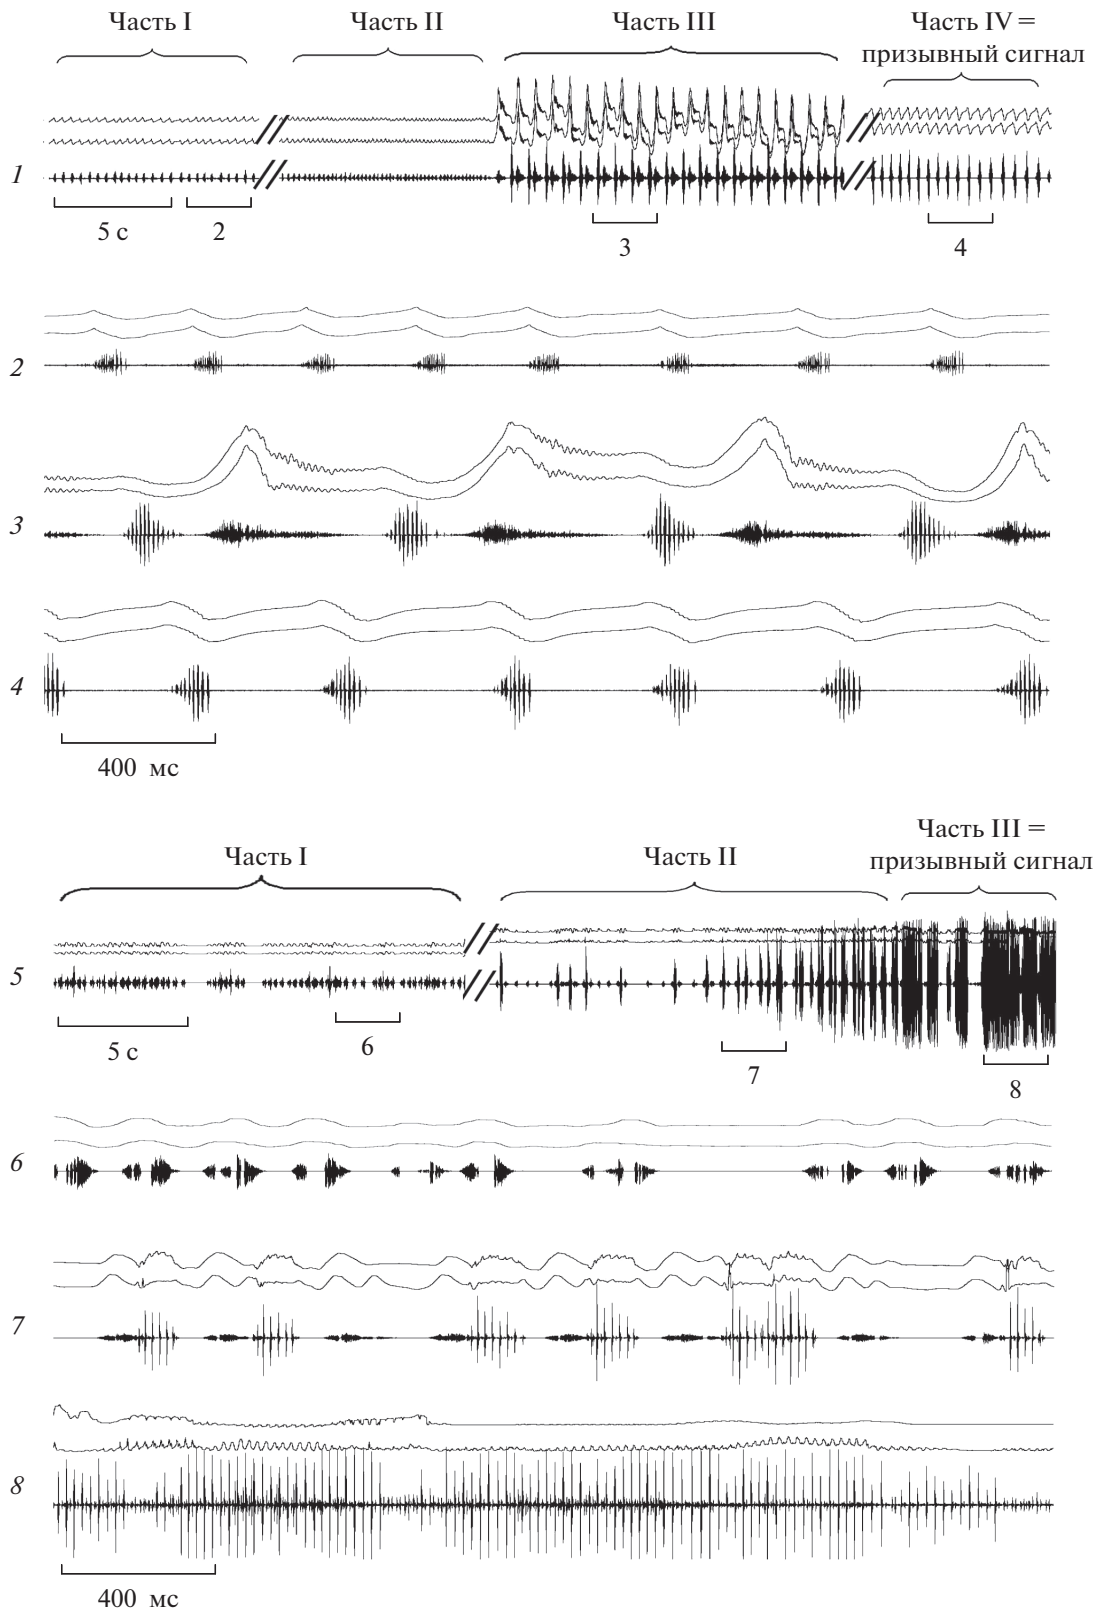 Часть I
Часть II
Часть III
Часть IV =
призывный сигнал
1
5 с
2
3
4
2
3
4
400 мс
Часть I
Часть II
Часть III =
призывный сигнал
5
5 с
6
7
8
6
7
8
400 мс